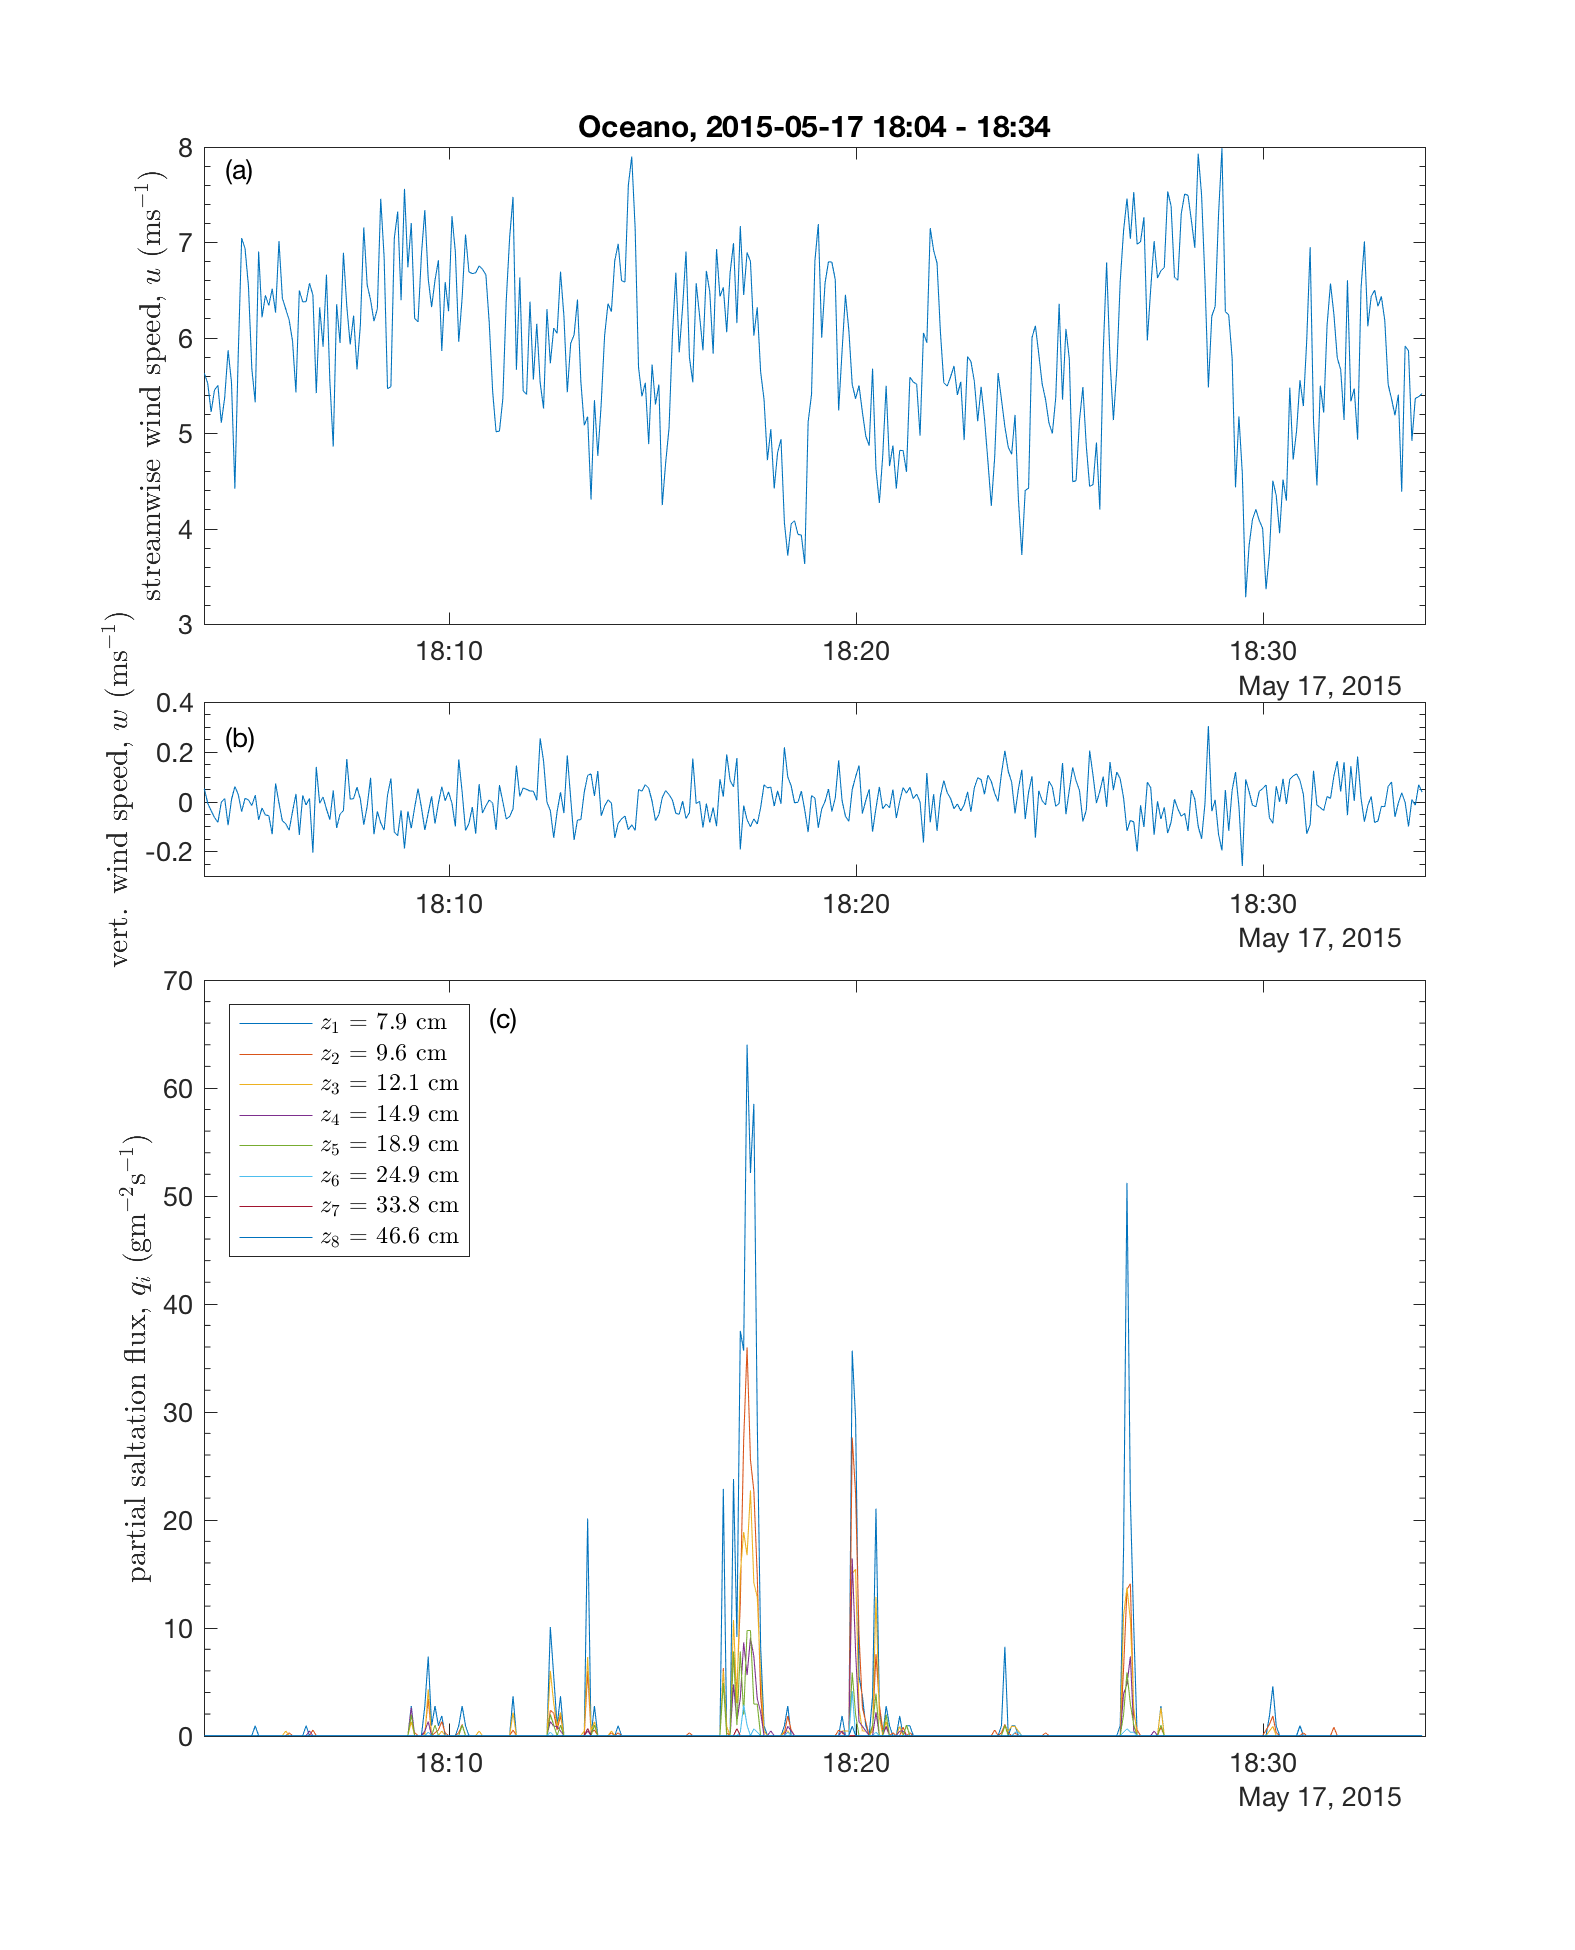 Oceano, 2015-05-17 18:04 - 18:34
(a)
streamwise wind speed, u (ms⁻¹)
8
7
6
5
4
3
18:10 18:20 18:30
May 17, 2015
(b)
vert. wind speed, w (ms⁻¹)
0.4
0.2
0
-0.2
18:10 18:20 18:30
May 17, 2015
(c)
partial saltation flux, qᵢ (gm⁻²s⁻¹)
70
60
50
40
30
20
10
0
z₁ = 7.9 cm
z₂ = 9.6 cm
z₃ = 12.1 cm
z₄ = 14.9 cm
z₅ = 18.9 cm
z₆ = 24.9 cm
z₇ = 33.8 cm
z₈ = 46.6 cm
18:10 18:20 18:30
May 17, 2015